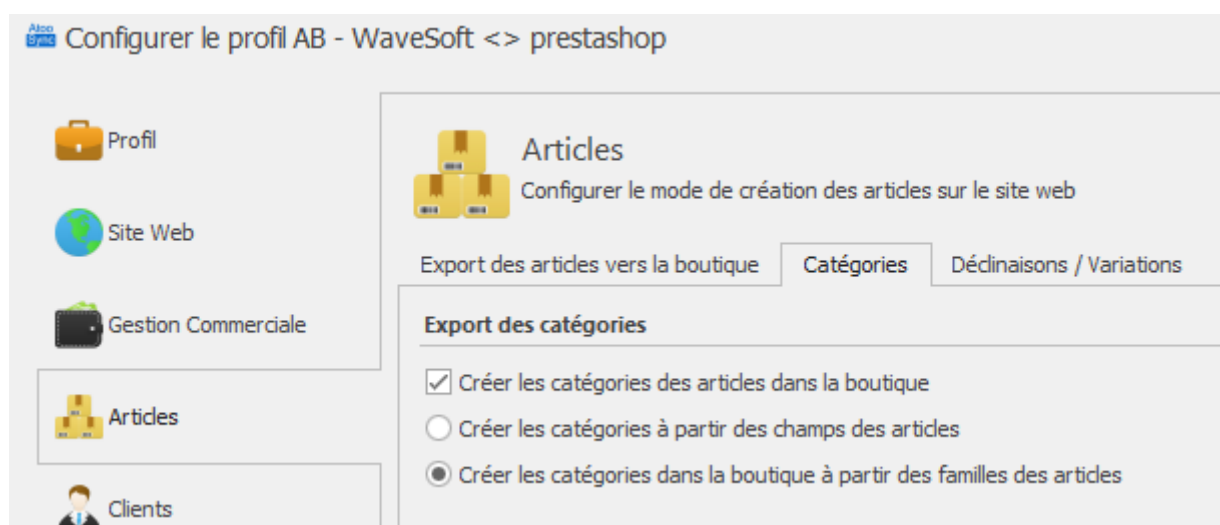 Atoo
Sync
Configurer le profil AB - WaveSoft <> prestashop
Profil
Site Web
Gestion Commerciale
Articles
Clients
Articles
Configurer le mode de création des articles sur le site web
Export des articles vers la boutique
Catégories
Déclinaisons / Variations
Export des catégories
Créer les catégories des articles dans la boutique
Créer les catégories à partir des champs des articles
Créer les catégories dans la boutique à partir des familles des articles